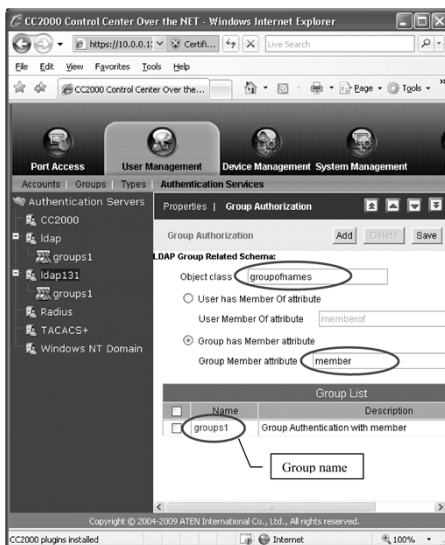 CC2000 Control Center Over the NET - Windows Internet Explorer
https://10.0.0.1 Certifi... Live Search
File Edit View Favorites Tools Help
CC2000 Control Center Over the... Page Tools
Port Access User Management Device Management System Management
Accounts | Groups | Types | Authentication Services
Authentication Servers
CC2000
ldap
groups1
ldap131
groups1
Radius
TACACS+
Windows NT Domain
Properties | Group Authorization
Group Authorization Add Delete Save
LDAP Group Related Schema:
Object class groupofnames
User has Member Of attribute
User Member Of attribute memberof
Group has Member attribute
Group Member attribute member
Group List
Name Description
groups1 Group Authentication with member
Group name
Copyright © 2004-2009 ATEN International Co., Ltd., All rights reserved.
CC2000 plugins installed Internet 100%